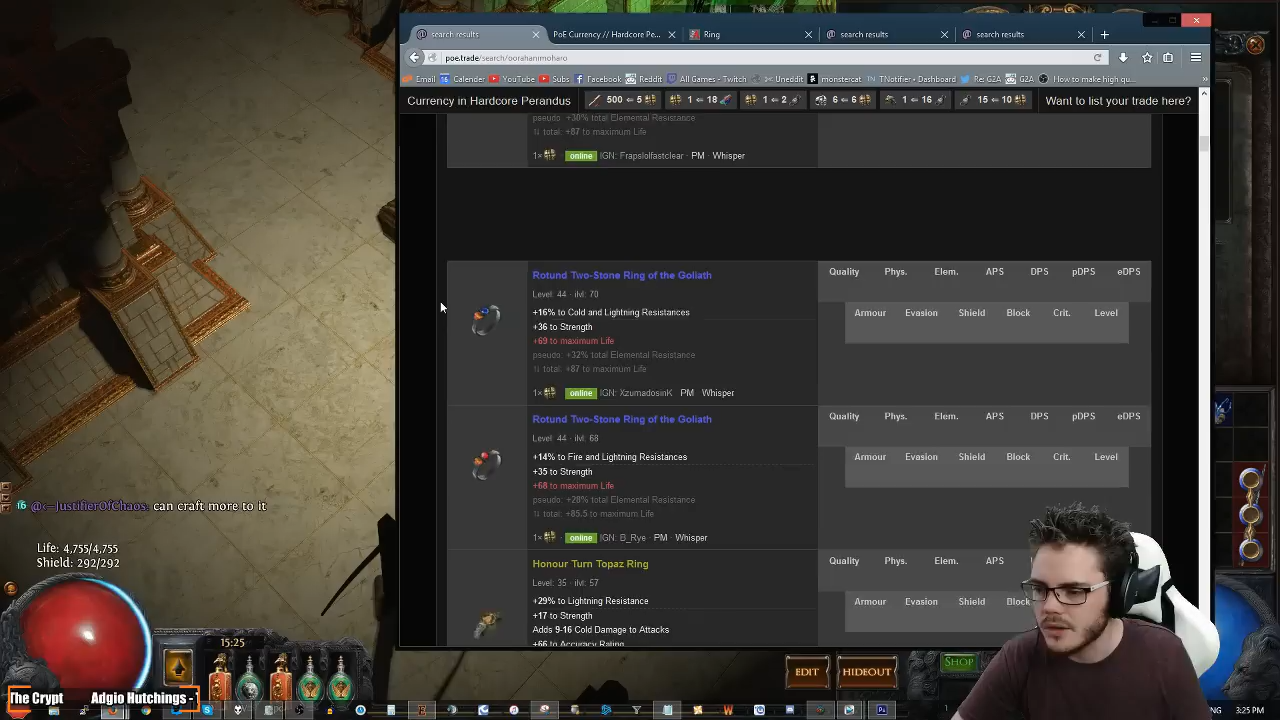 search results
PoE Currency // Hardcore Pe...
Ring
search results
search results
poe.trade/search/oorahanimoharo
Email
Calender
YouTube
Subs
Facebook
Reddit
All Games - Twitch
Uneddit
monstercat
TNotifier - Dashboard
Re| G2A
G2A
How to make high qu...
Currency in Hardcore Perandus
500 ⇐ 5
1 ⇐ 18
1 ⇐ 2
6 ⇐ 6
1 ⇐ 16
15 ⇐ 10
Want to list your trade here?
pseudo: +30% total Elemental Resistance
total: +87 to maximum Life
1× online IGN: Frapslolfastclear · PM · Whisper
Rotund Two-Stone Ring of the Goliath
Level: 44 · ilvl: 70
+16% to Cold and Lightning Resistances
+36 to Strength
+69 to maximum Life
pseudo: +32% total Elemental Resistance
total: +87 to maximum Life
1× online IGN: XzumadosinK PM Whisper
Quality Phys. Elem. APS DPS pDPS eDPS
Armour Evasion Shield Block Crit. Level
Rotund Two-Stone Ring of the Goliath
Level: 44 · ilvl: 68
+14% to Fire and Lightning Resistances
+35 to Strength
+68 to maximum Life
pseudo: +28% total Elemental Resistance
total: +85.5 to maximum Life
1× online IGN: B_Rye · PM · Whisper
Quality Phys. Elem. APS DPS pDPS eDPS
Armour Evasion Shield Block Crit. Level
Honour Turn Topaz Ring
Level: 35 · ilvl: 57
+29% to Lightning Resistance
+17 to Strength
Adds 9-16 Cold Damage to Attacks
+66 to Accuracy Rating
Quality Phys. Elem. APS
Armour Evasion Shield Block
JustifierOfChaos: can craft more to it
Life: 4,755/4,755
Shield: 292/292
15:25
The Crypt Adgio Hutchings -
EDIT
HIDEOUT
SHOP
3:25 PM